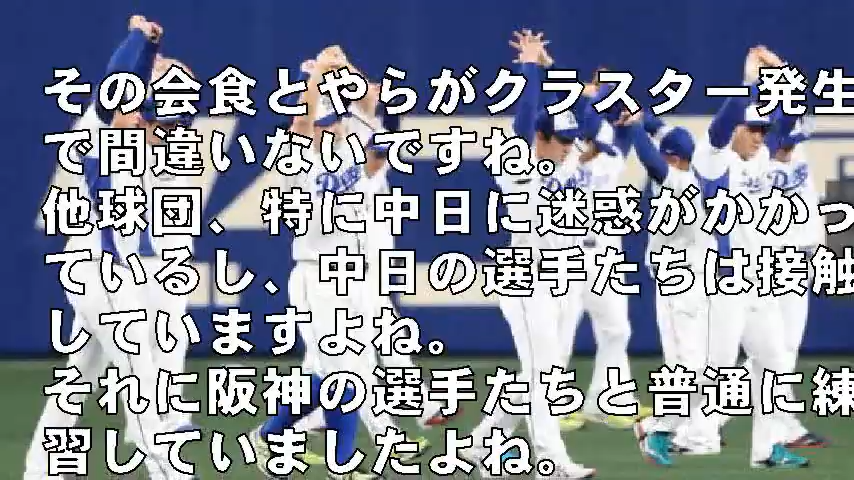 その会食とやらがクラスター発生
で間違いないですね。
他球団、特に中日に迷惑がかかっ
ているし、中日の選手たちは接触
していますよね。
それに阪神の選手たちと普通に練
習していましたよね。